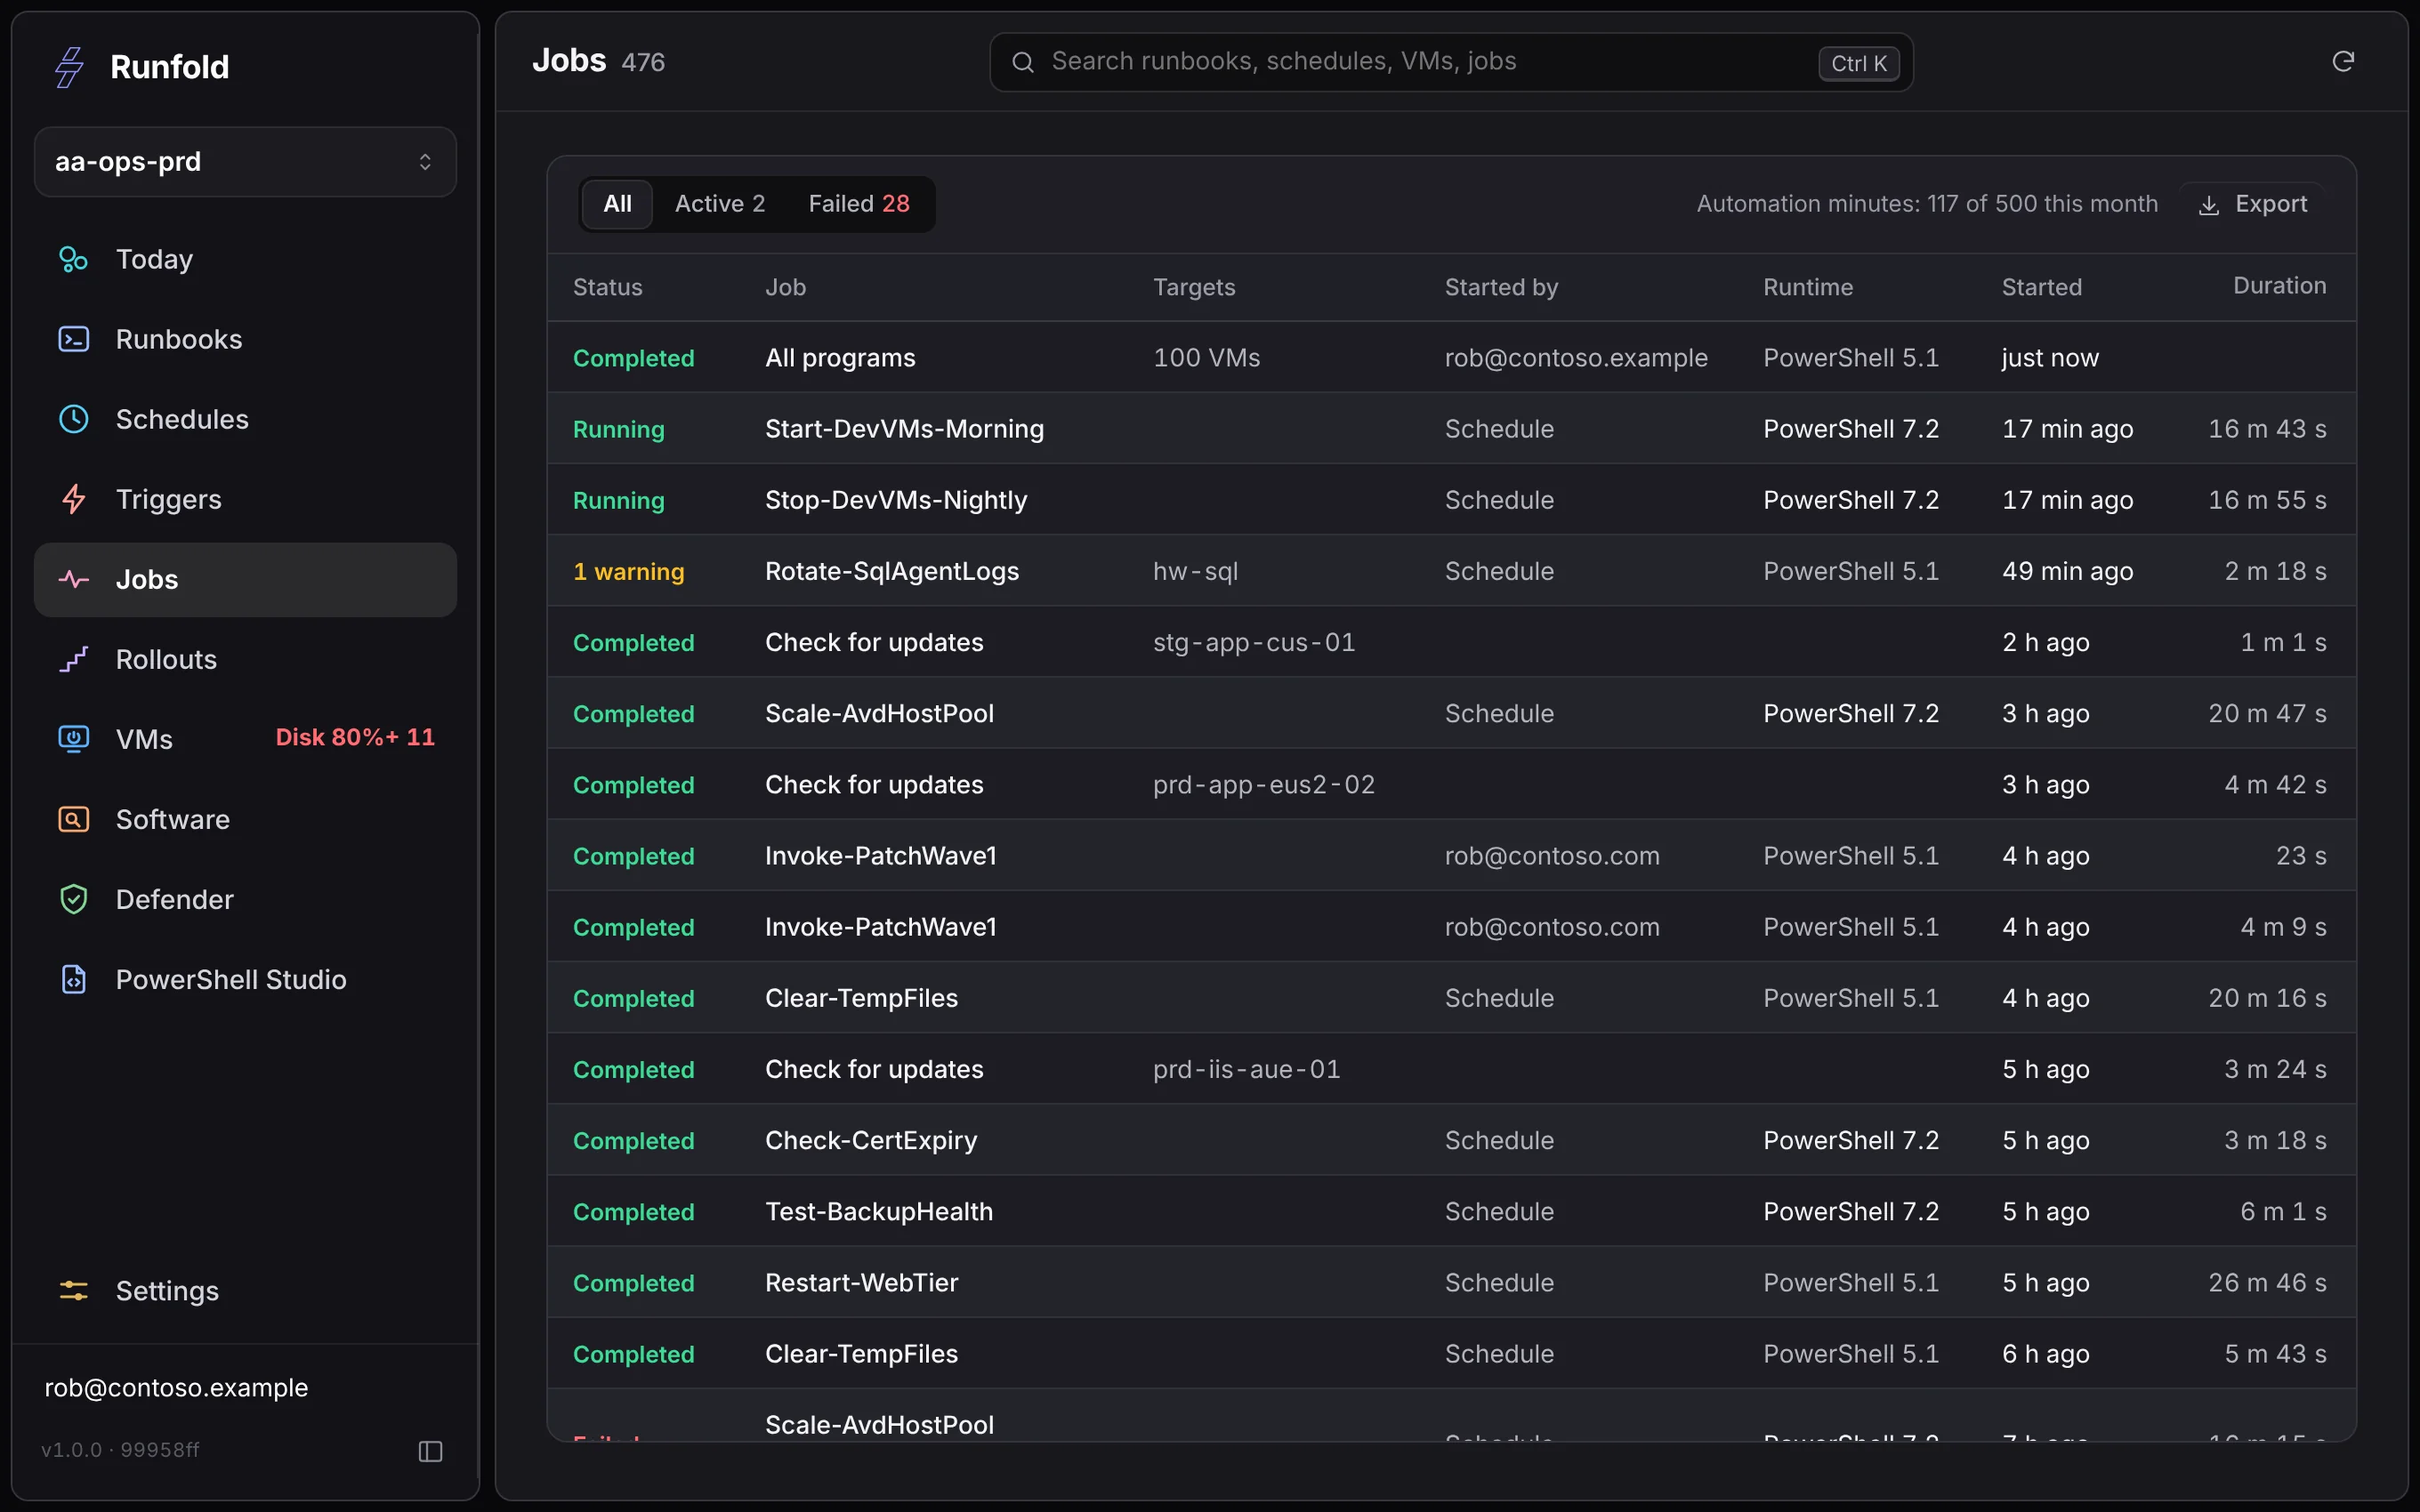 Runfold
aa-ops-prd
Today
Runbooks
Schedules
Triggers
Jobs
Rollouts
VMs Disk 80%+ 11
Software
Defender
PowerShell Studio
Settings
rob@contoso.example
v1.0.0 · 99958ff
Jobs 476
Search runbooks, schedules, VMs, jobs Ctrl K
All Active 2 Failed 28
Automation minutes: 117 of 500 this month Export
Status Job Targets Started by Runtime Started Duration
Completed All programs 100 VMs rob@contoso.example PowerShell 5.1 just now
Running Start-DevVMs-Morning Schedule PowerShell 7.2 17 min ago 16 m 43 s
Running Stop-DevVMs-Nightly Schedule PowerShell 7.2 17 min ago 16 m 55 s
1 warning Rotate-SqlAgentLogs hw-sql Schedule PowerShell 5.1 49 min ago 2 m 18 s
Completed Check for updates stg-app-cus-01 2 h ago 1 m 1 s
Completed Scale-AvdHostPool Schedule PowerShell 7.2 3 h ago 20 m 47 s
Completed Check for updates prd-app-eus2-02 3 h ago 4 m 42 s
Completed Invoke-PatchWave1 rob@contoso.com PowerShell 5.1 4 h ago 23 s
Completed Invoke-PatchWave1 rob@contoso.com PowerShell 5.1 4 h ago 4 m 9 s
Completed Clear-TempFiles Schedule PowerShell 5.1 4 h ago 20 m 16 s
Completed Check for updates prd-iis-aue-01 5 h ago 3 m 24 s
Completed Check-CertExpiry Schedule PowerShell 7.2 5 h ago 3 m 18 s
Completed Test-BackupHealth Schedule PowerShell 7.2 5 h ago 6 m 1 s
Completed Restart-WebTier Schedule PowerShell 5.1 5 h ago 26 m 46 s
Completed Clear-TempFiles Schedule PowerShell 5.1 6 h ago 5 m 43 s
Scale-AvdHostPool